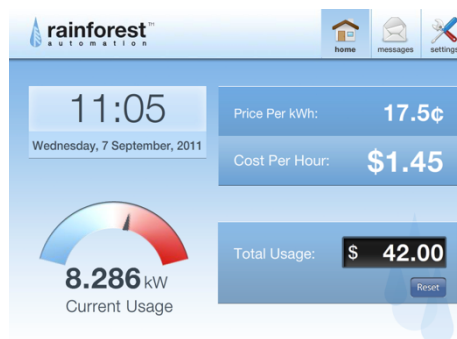 rainforest™
automation
home
messages
settings
11:05
Wednesday, 7 September, 2011
Price Per kWh: 17.5¢
Cost Per Hour: $1.45
8.286 kW
Current Usage
Total Usage: $ 42.00
Reset